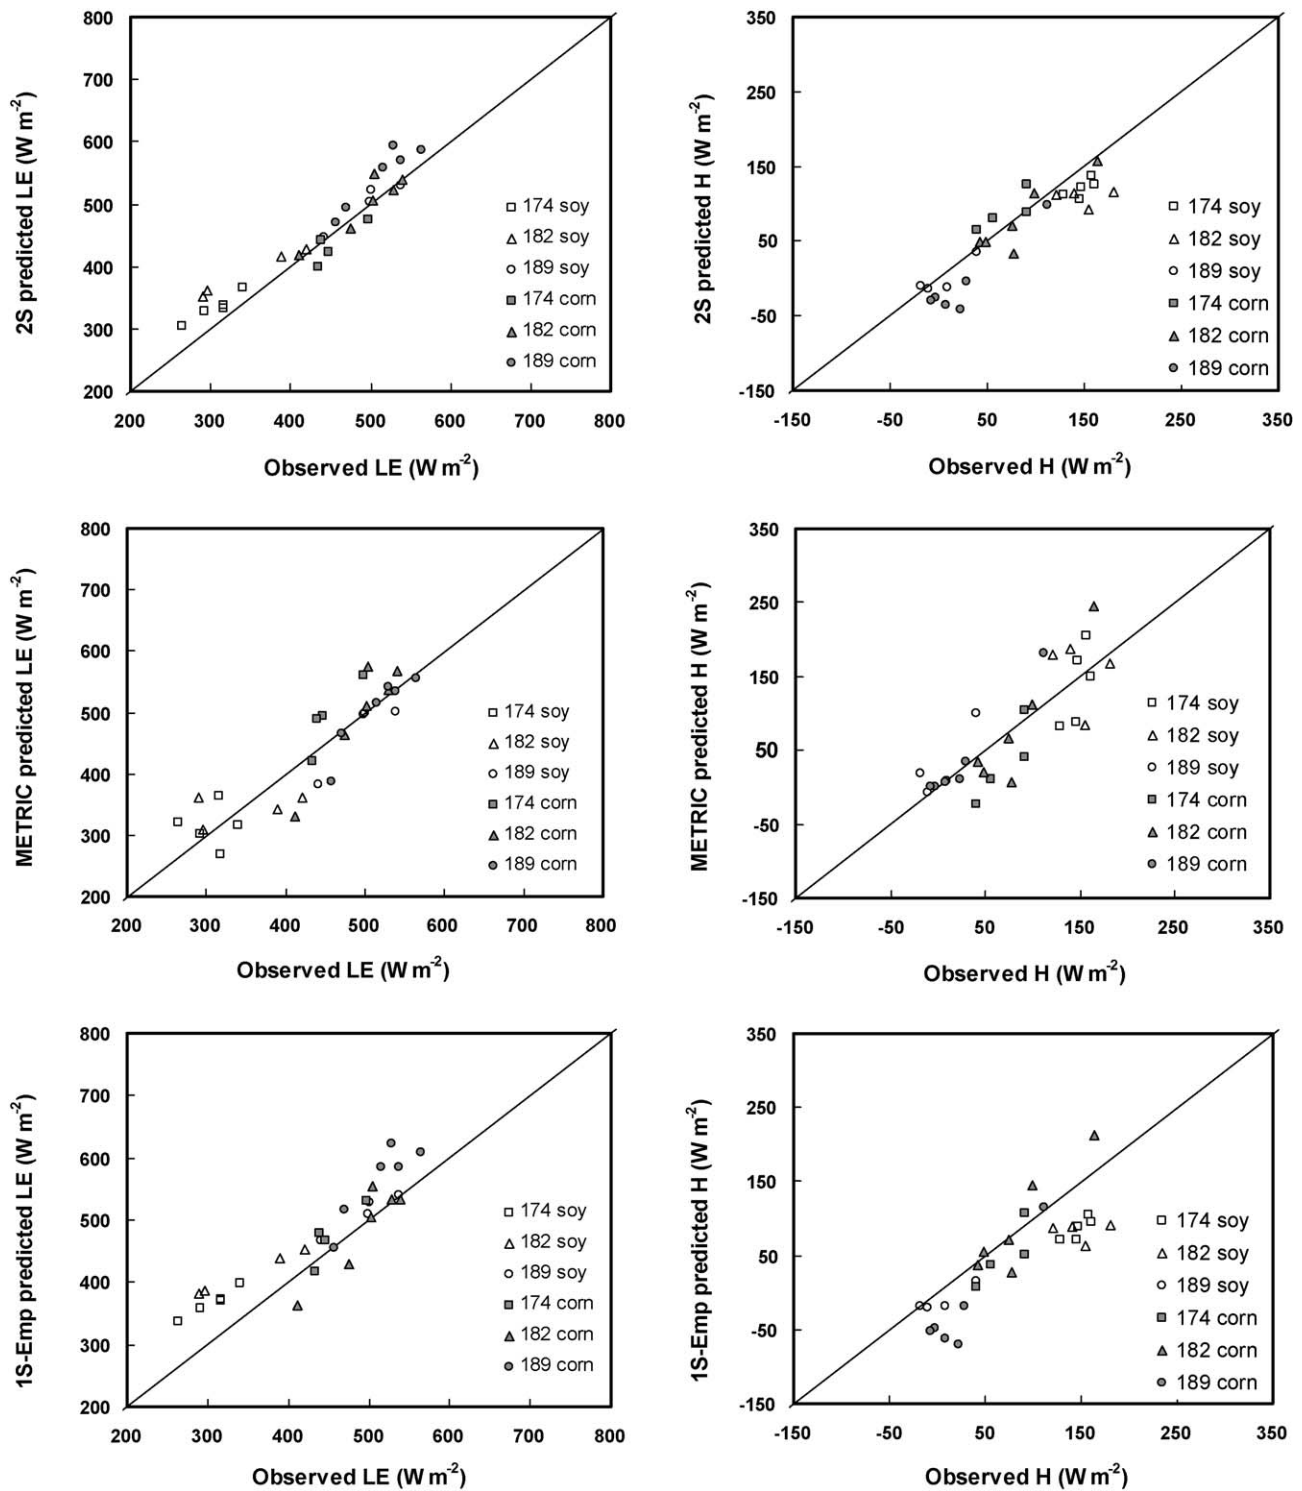 800
700
600
500
400
300
200
2S predicted LE (W m-2)
200 300 400 500 600 700 800
Observed LE (W m-2)
174 soy
182 soy
189 soy
174 corn
182 corn
189 corn
350
250
150
50
-50
-150
2S predicted H (W m-2)
-150 -50 50 150 250 350
Observed H (W m-2)
174 soy
182 soy
189 soy
174 corn
182 corn
189 corn
800
700
600
500
400
300
200
METRIC predicted LE (W m-2)
200 300 400 500 600 700 800
Observed LE (W m-2)
174 soy
182 soy
189 soy
174 corn
182 corn
189 corn
350
250
150
50
-50
-150
METRIC predicted H (W m-2)
-150 -50 50 150 250 350
Observed H (W m-2)
174 soy
182 soy
189 soy
174 corn
182 corn
189 corn
800
700
600
500
400
300
200
1S-Emp predicted LE (W m-2)
200 300 400 500 600 700 800
Observed LE (W m-2)
174 soy
182 soy
189 soy
174 corn
182 corn
189 corn
350
250
150
50
-50
-150
1S-Emp predicted H (W m-2)
-150 -50 50 150 250 350
Observed H (W m-2)
174 soy
182 soy
189 soy
174 corn
182 corn
189 corn